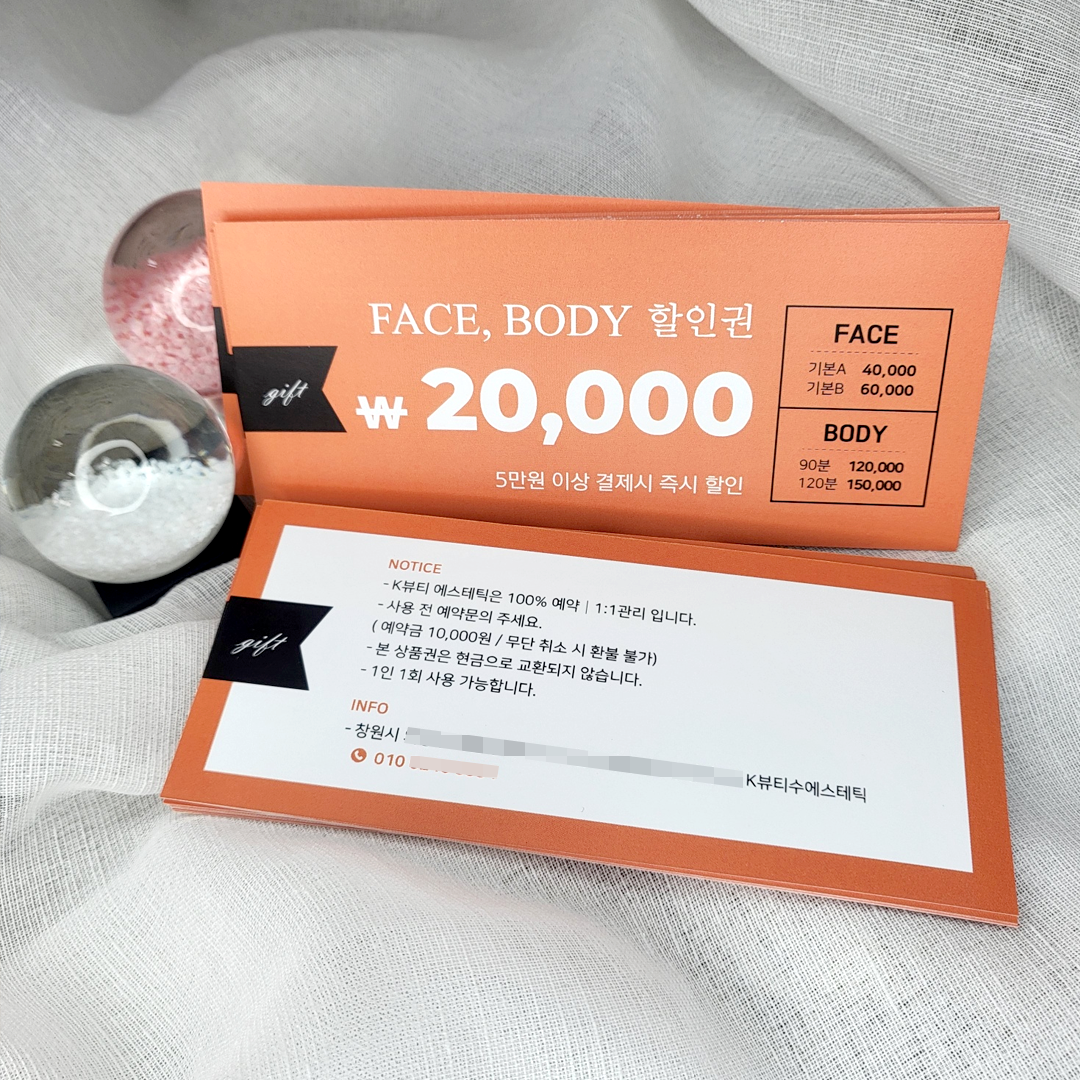 FACE, BODY 할인권
₩ 20,000
5만원 이상 결제시 즉시 할인
gift
FACE
기본A 40,000
기본B 60,000
BODY
90분 120,000
120분 150,000
gift
NOTICE
- K뷰티 에스테틱은 100% 예약 | 1:1관리 입니다.
- 사용 전 예약문의 주세요.
( 예약금 10,000원 / 무단 취소 시 환불 불가)
- 본 상품권은 현금으로 교환되지 않습니다.
- 1인 1회 사용 가능합니다.
INFO
- 창원시 K뷰티수에스테틱
010